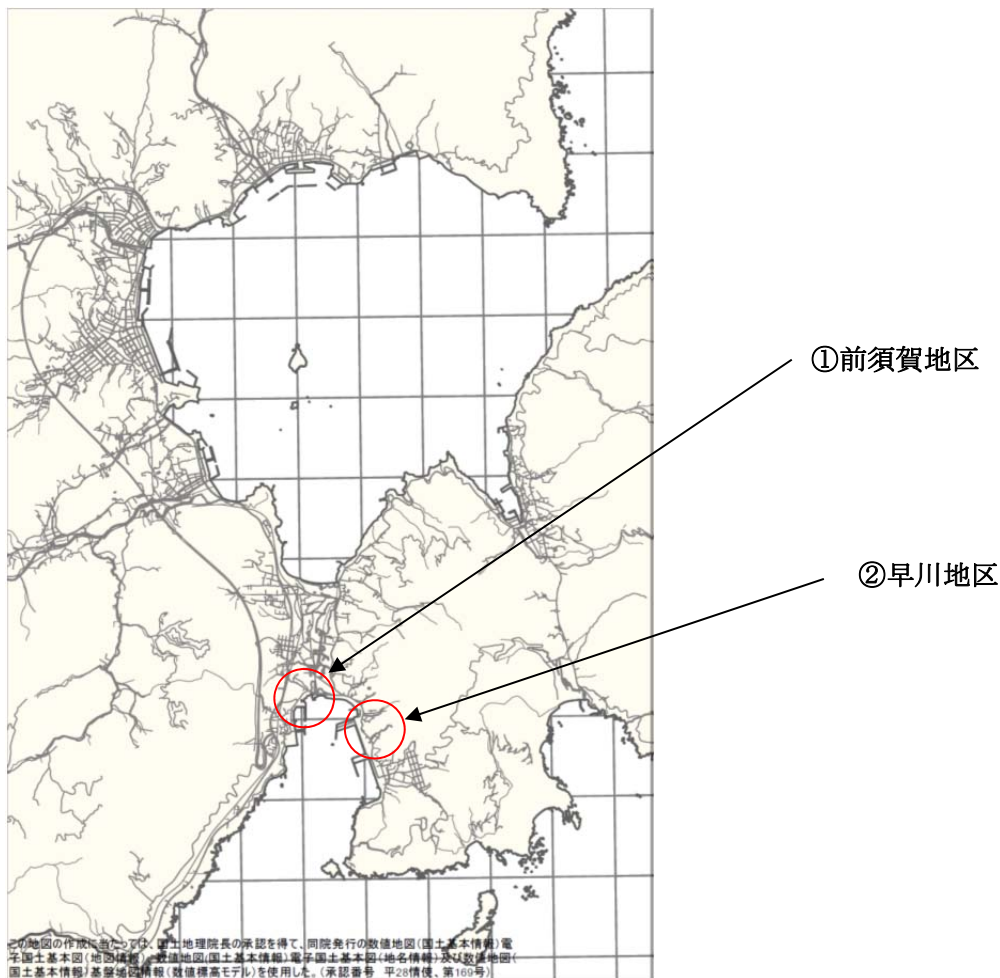 ①前須賀地区
②早川地区
この地図の作成に当たっては、国土地理院長の承認を得て、同院発行の数値地図(国土基本情報)電
子国土基本図(地図情報)、数値地図(国土基本情報)電子国土基本図(地名情報)及び数値地図(
国土基本情報)基盤地図情報(数値標高モデル)を使用した。(承認番号 平28情使、第169号)